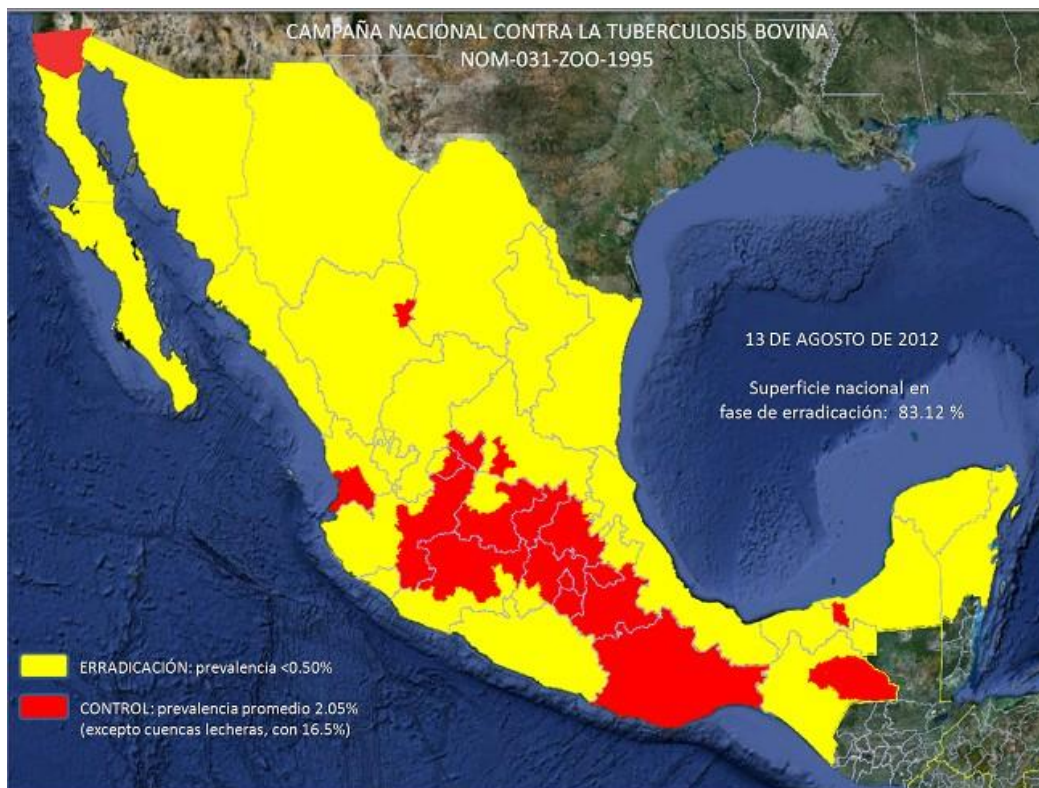 CAMPAÑA NACIONAL CONTRA LA TUBERCULOSIS BOVINA
NOM-031-ZOO-1995
13 DE AGOSTO DE 2012
Superficie nacional en
fase de erradicación: 83.12 %
ERRADICACIÓN: prevalencia <0.50%
CONTROL: prevalencia promedio 2.05%
(excepto cuencas lecheras, con 16.5%)